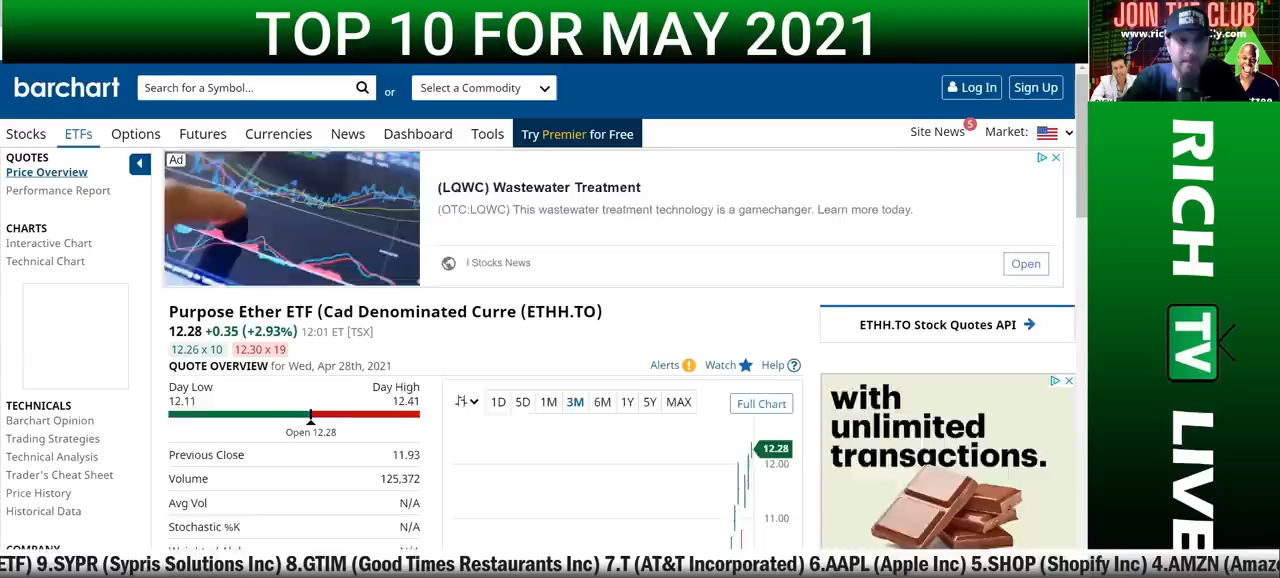 TOP 10 FOR MAY 2021
JOIN THE CLUB
barchart
Search for a Symbol...
or
Select a Commodity
Log In
Sign Up
Stocks ETFs Options Futures Currencies News Dashboard Tools Try Premier for Free
Site News 5 Market:
QUOTES
Price Overview
Performance Report
CHARTS
Interactive Chart
Technical Chart
TECHNICALS
Barchart Opinion
Trading Strategies
Technical Analysis
Trader's Cheat Sheet
Price History
Historical Data
COMPANY
Ad
(LQWC) Wastewater Treatment
(OTC:LQWC) This wastewater treatment technology is a gamechanger. Learn more today.
i Stocks News
Open
Purpose Ether ETF (Cad Denominated Curre (ETHH.TO)
12.28 +0.35 (+2.93%) 12:01 ET [TSX]
12.26 x 10 12.30 x 19
QUOTE OVERVIEW for Wed, Apr 28th, 2021
Alerts Watch Help
Day Low Day High
12.11 12.41
Open 12.28
Previous Close 11.93
Volume 125,372
Avg Vol N/A
Stochastic %K N/A
1D 5D 1M 3M 6M 1Y 5Y MAX
Full Chart
12.28
12.00
11.00
ETHH.TO Stock Quotes API
with
unlimited
transactions.
RICH
TV
LIVE
ETF) 9.SYPR (Sypris Solutions Inc) 8.GTIM (Good Times Restaurants Inc) 7.T (AT&T Incorporated) 6.AAPL (Apple Inc) 5.SHOP (Shopify Inc) 4.AMZN (Amaz